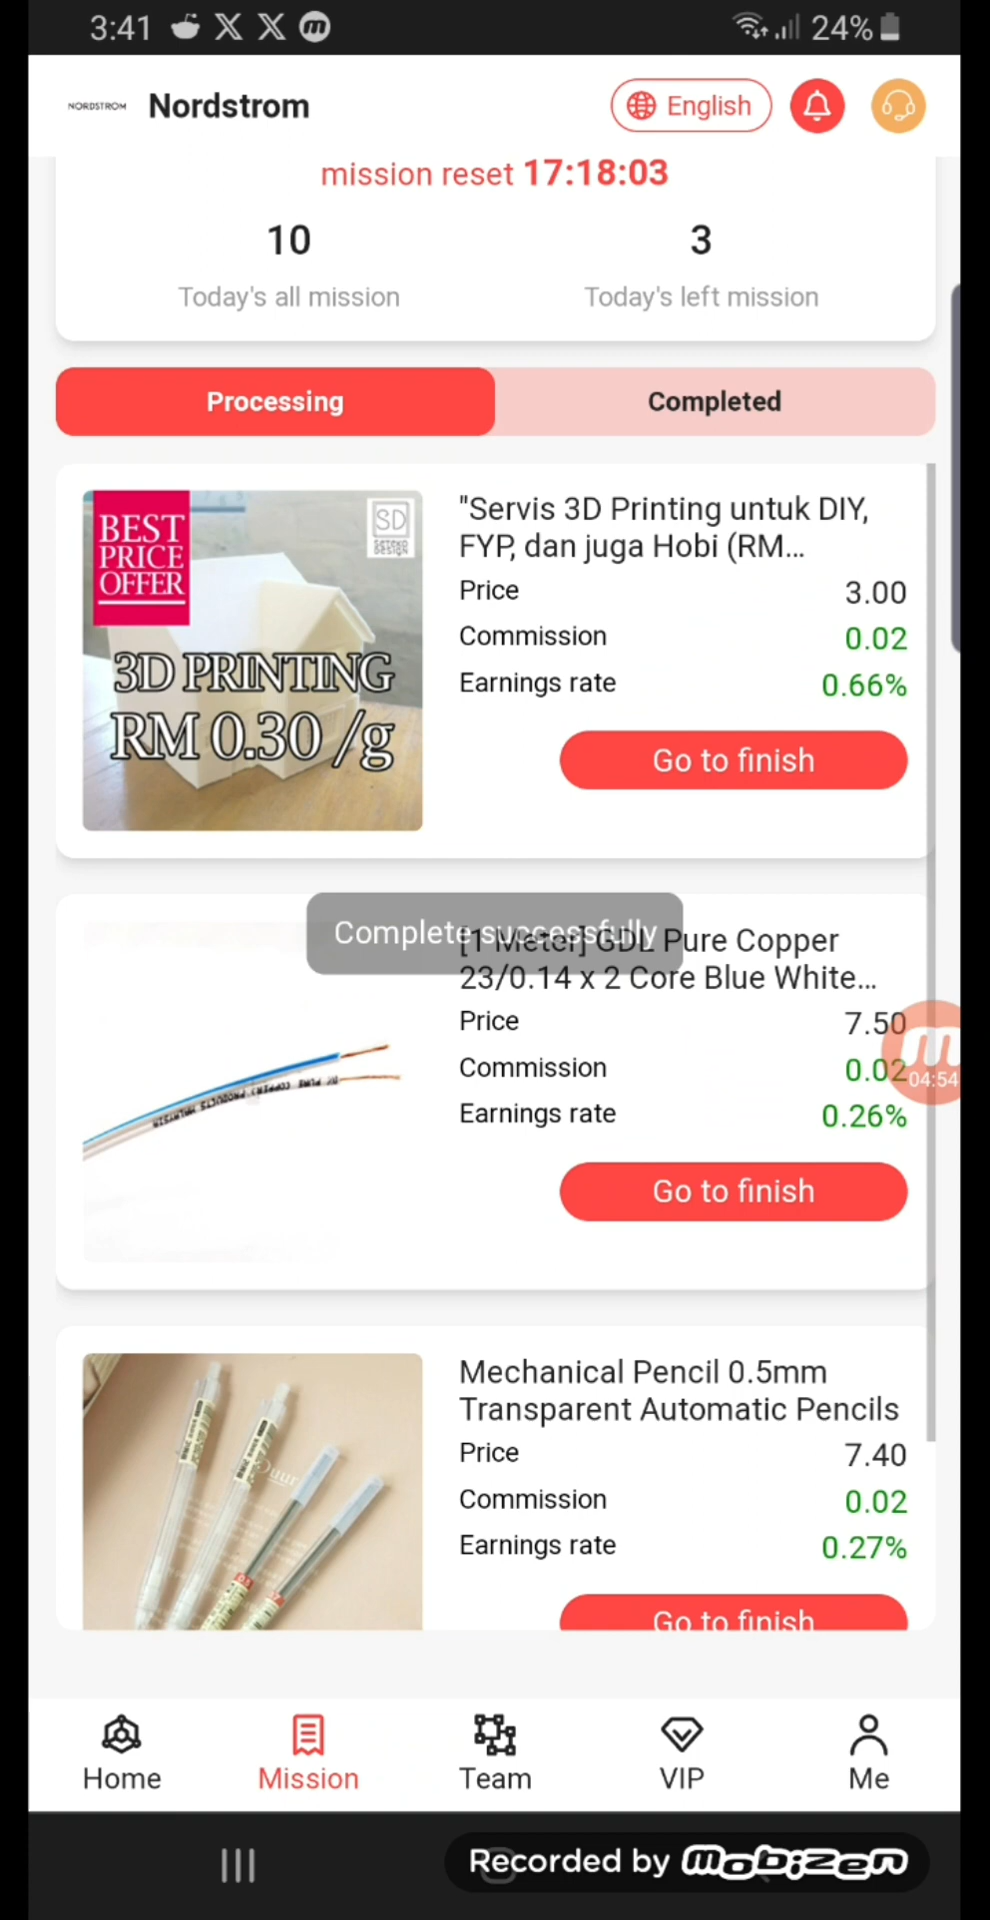 3:41
24%
NORDSTROM
Nordstrom
English
mission reset 17:18:03
10
3
Today's all mission
Today's left mission
Processing
Completed
BEST
PRICE
OFFER
SD
3D PRINTING
RM 0.30 /g
"Servis 3D Printing untuk DIY,
FYP, dan juga Hobi (RM...
Price
3.00
Commission
0.02
Earnings rate
0.66%
Go to finish
Complete successfully
[1 Meter] GDL Pure Copper
23/0.14 x 2 Core Blue White...
Price
7.50
Commission
0.02
04:54
Earnings rate
0.26%
Go to finish
Mechanical Pencil 0.5mm
Transparent Automatic Pencils
Price
7.40
Commission
0.02
Earnings rate
0.27%
Go to finish
Home
Mission
Team
VIP
Me
Recorded by mobizen